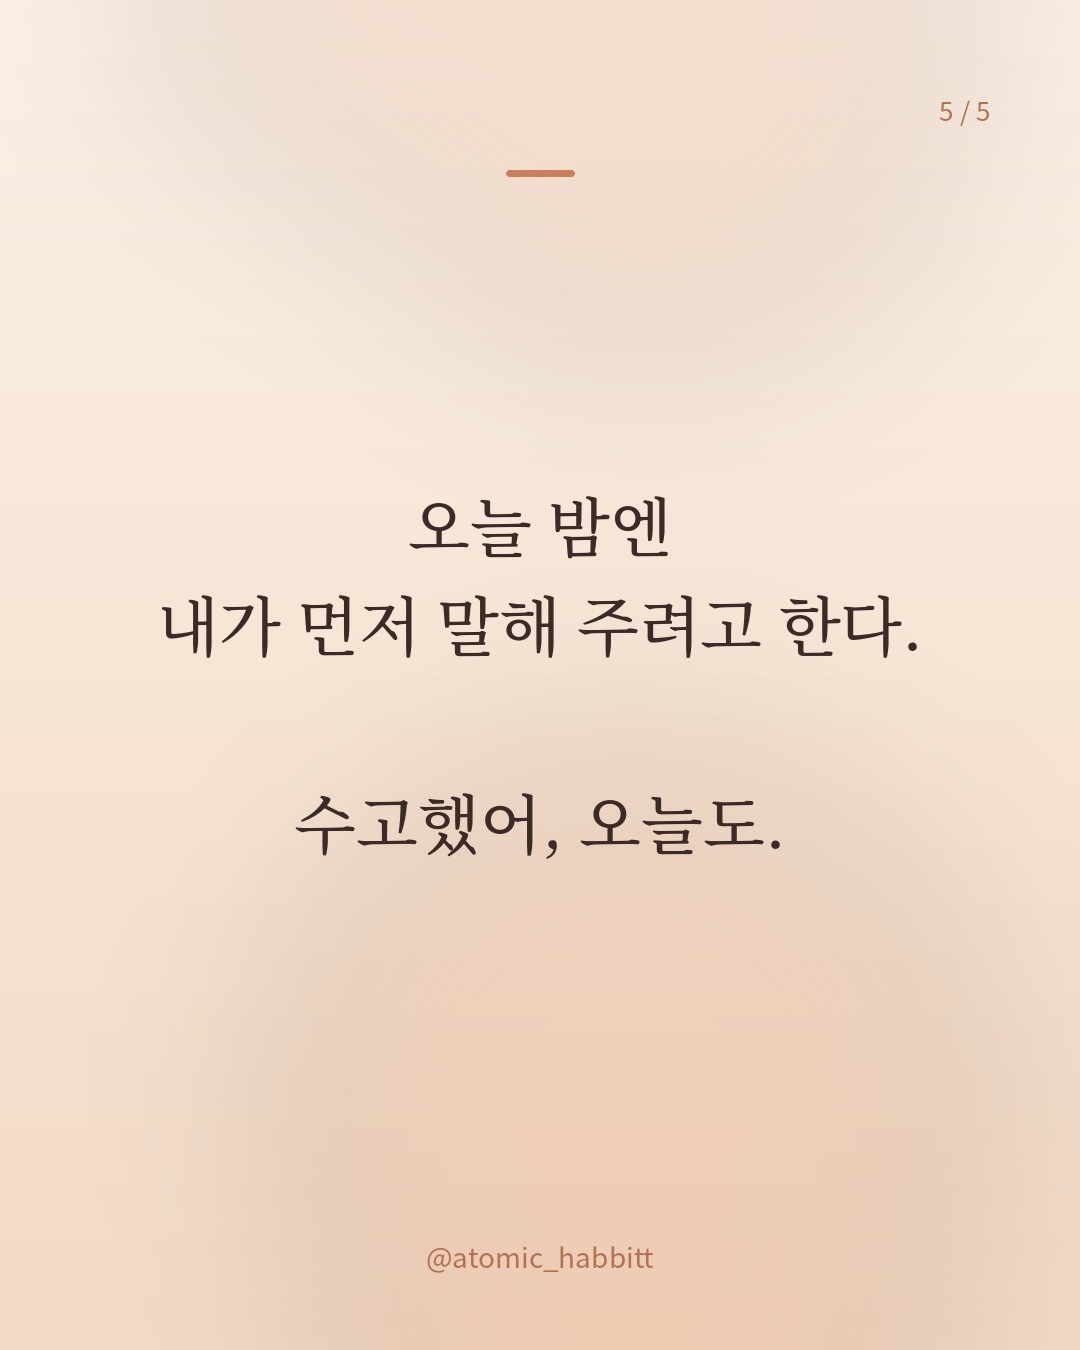 5 / 5
오늘 밤엔
내가 먼저 말해 주려고 한다.
수고했어, 오늘도.
@atomic_habbitt